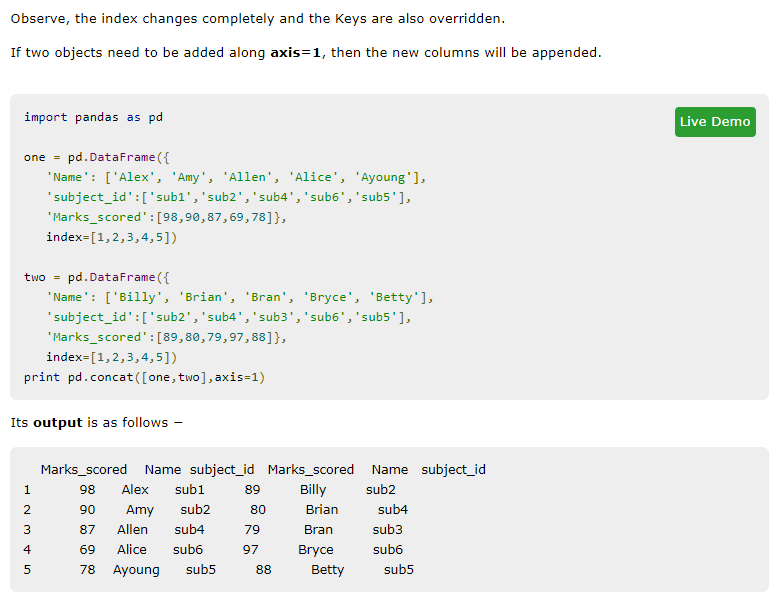 Observe, the index changes completely and the Keys are also overridden.
If two objects need to be added along axis=1, then the new columns will be appended.
Live Demo
import pandas as pd
one = pd.DataFrame({
   'Name': ['Alex', 'Amy', 'Allen', 'Alice', 'Ayoung'],
   'subject_id':['sub1','sub2','sub4','sub6','sub5'],
   'Marks_scored':[98,90,87,69,78]},
   index=[1,2,3,4,5])
two = pd.DataFrame({
   'Name': ['Billy', 'Brian', 'Bran', 'Bryce', 'Betty'],
   'subject_id':['sub2','sub4','sub3','sub6','sub5'],
   'Marks_scored':[89,80,79,97,88]},
   index=[1,2,3,4,5])
print pd.concat([one,two],axis=1)
Its output is as follows −
Marks_scored Name subject_id Marks_scored Name subject_id
1 98 Alex sub1 89 Billy sub2
2 90 Amy sub2 80 Brian sub4
3 87 Allen sub4 79 Bran sub3
4 69 Alice sub6 97 Bryce sub6
5 78 Ayoung sub5 88 Betty sub5